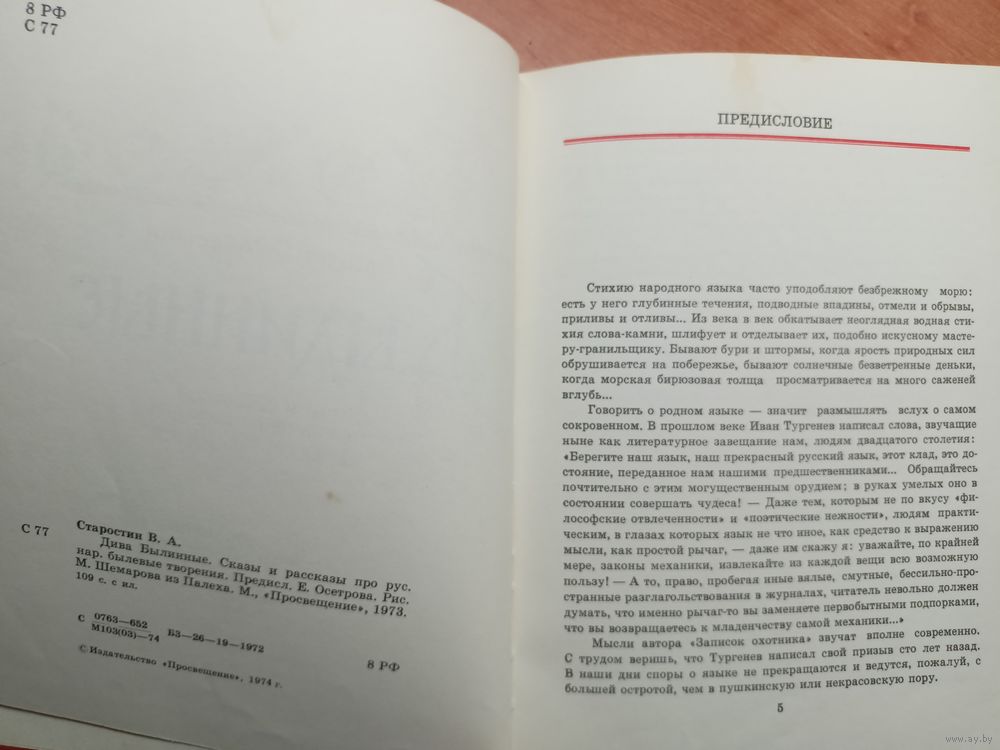 8 РФ
С 77
С 77
Старостин В. А.
Дива Былинные. Сказы и рассказы про рус.
нар. былевые творения. Предисл. Е. Осетрова. Рис.
М. Шемарова из Палеха. М., «Просвещение», 1973.
109 с. с ил.
С 0763—652
М103(03)—74 БЗ—26—19—1972
8 РФ
© Издательство «Просвещение», 1974 г.
ПРЕДИСЛОВИЕ
Стихию народного языка часто уподобляют безбрежному морю:
есть у него глубинные течения, подводные впадины, отмели и обрывы,
приливы и отливы... Из века в век обкатывает неоглядная водная сти-
хия слова-камни, шлифует и отделывает их, подобно искусному масте-
ру-гранильщику. Бывают бури и штормы, когда ярость природных сил
обрушивается на побережье, бывают солнечные безветренные деньки,
когда морская бирюзовая толща просматривается на много саженей
вглубь...
Говорить о родном языке — значит размышлять вслух о самом
сокровенном. В прошлом веке Иван Тургенев написал слова, звучащие
ныне как литературное завещание нам, людям двадцатого столетия:
«Берегите наш язык, наш прекрасный русский язык, этот клад, это до-
стояние, переданное нам нашими предшественниками... Обращайтесь
почтительно с этим могущественным орудием; в руках умелых оно в
состоянии совершать чудеса! — Даже тем, которым не по вкусу «фи-
лософские отвлеченности» и «поэтические нежности», людям практи-
ческим, в глазах которых язык не что иное, как средство к выражению
мысли, как простой рычаг, — даже им скажу я: уважайте, по крайней
мере, законы механики, извлекайте из каждой вещи всю возможную
пользу! — А то, право, пробегая иные вялые, смутные, бессильно-про-
странные разглагольствования в журналах, читатель невольно должен
думать, что именно рычаг-то вы заменяете первобытными подпорками,
что вы возвращаетесь к младенчеству самой механики...»
Мысли автора «Записок охотника» звучат вполне современно.
С трудом веришь, что Тургенев написал свой призыв сто лет назад.
В наши дни споры о языке не прекращаются и ведутся, пожалуй, с
большей остротой, чем в пушкинскую или некрасовскую пору.
5
www.ay.by